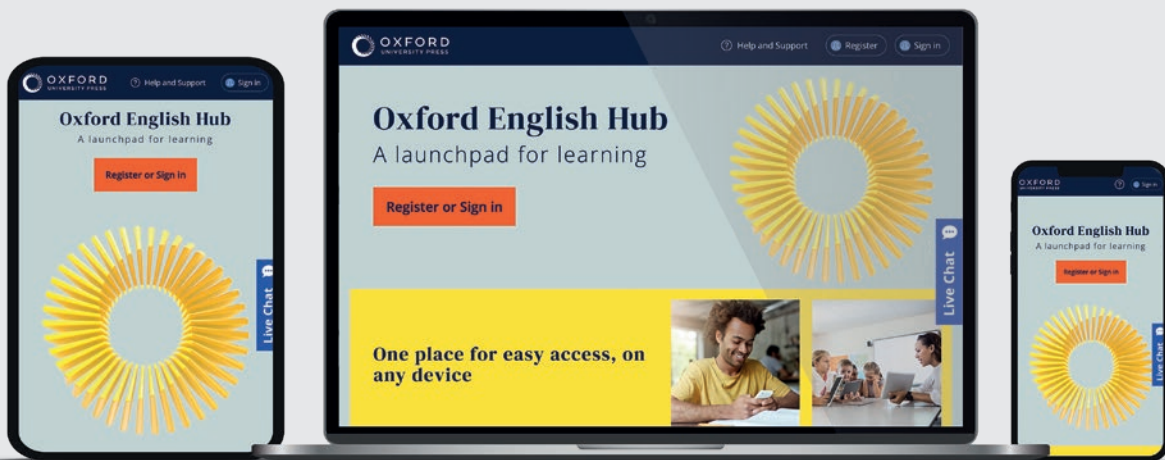 OXFORD
UNIVERSITY PRESS
Help and Support
Sign in
Oxford English Hub
A launchpad for learning
Register or Sign in
Live Chat
OXFORD
UNIVERSITY PRESS
Help and Support
Register
Sign in
Oxford English Hub
A launchpad for learning
Register or Sign in
Live Chat
One place for easy access, on
any device
OXFORD
UNIVERSITY PRESS
Sign in
Oxford English Hub
A launchpad for learning
Register or Sign in
Live Chat